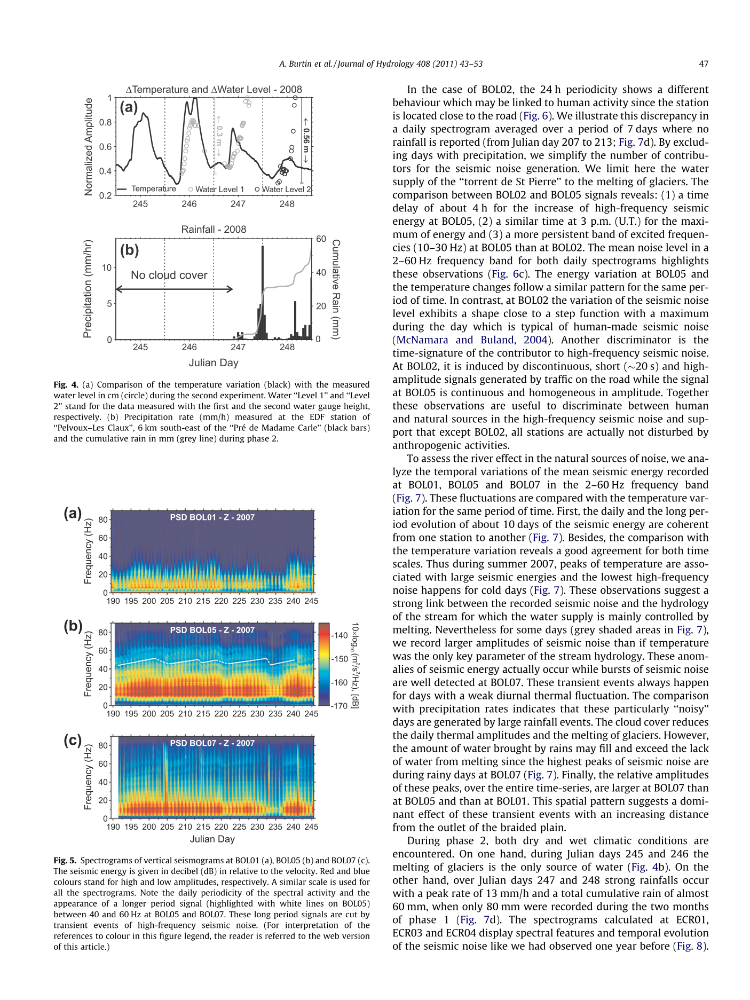 A. Burtin et al. / Journal of Hydrology 408 (2011) 43–53
47
ΔTemperature and ΔWater Level - 2008
(a)
Normalized Amplitude
1
0.8
0.6
0.4
0.2
← 0.3 m →
← 0.56 m →
Temperature
Water Level 1
Water Level 2
245
246
247
248
Rainfall - 2008
(b)
No cloud cover
Precipitation (mm/hr)
10
5
0
60
40
20
0
Cumulative Rain (mm)
245
246
247
248
Julian Day
Fig. 4. (a) Comparison of the temperature variation (black) with the measured
water level in cm (circle) during the second experiment. Water “Level 1” and “Level
2” stand for the data measured with the first and the second water gauge height,
respectively. (b) Precipitation rate (mm/h) measured at the EDF station of
“Pelvoux–Les Claux”, 6 km south-east of the “Pré de Madame Carle” (black bars)
and the cumulative rain in mm (grey line) during phase 2.
(a)
PSD BOL01 - Z - 2007
Frequency (Hz)
80
60
40
20
0
190 195 200 205 210 215 220 225 230 235 240 245
(b)
PSD BOL05 - Z - 2007
Frequency (Hz)
80
60
40
20
0
190 195 200 205 210 215 220 225 230 235 240 245
-140
-150
-160
-170
10×log10 (m²/s²/Hz), [dB]
(c)
PSD BOL07 - Z - 2007
Frequency (Hz)
80
60
40
20
0
190 195 200 205 210 215 220 225 230 235 240 245
Julian Day
Fig. 5. Spectrograms of vertical seismograms at BOL01 (a), BOL05 (b) and BOL07 (c).
The seismic energy is given in decibel (dB) in relative to the velocity. Red and blue
colours stand for high and low amplitudes, respectively. A similar scale is used for
all the spectrograms. Note the daily periodicity of the spectral activity and the
appearance of a longer period signal (highlighted with white lines on BOL05)
between 40 and 60 Hz at BOL05 and BOL07. These long period signals are cut by
transient events of high-frequency seismic noise. (For interpretation of the
references to colour in this figure legend, the reader is referred to the web version
of this article.)
In the case of BOL02, the 24 h periodicity shows a different
behaviour which may be linked to human activity since the station
is located close to the road (Fig. 6). We illustrate this discrepancy in
a daily spectrogram averaged over a period of 7 days where no
rainfall is reported (from Julian day 207 to 213; Fig. 7d). By exclud-
ing days with precipitation, we simplify the number of contribu-
tors for the seismic noise generation. We limit here the water
supply of the “torrent de St Pierre” to the melting of glaciers. The
comparison between BOL02 and BOL05 signals reveals: (1) a time
delay of about 4 h for the increase of high-frequency seismic
energy at BOL05, (2) a similar time at 3 p.m. (U.T.) for the maxi-
mum of energy and (3) a more persistent band of excited frequen-
cies (10–30 Hz) at BOL05 than at BOL02. The mean noise level in a
2–60 Hz frequency band for both daily spectrograms highlights
these observations (Fig. 6c). The energy variation at BOL05 and
the temperature changes follow a similar pattern for the same per-
iod of time. In contrast, at BOL02 the variation of the seismic noise
level exhibits a shape close to a step function with a maximum
during the day which is typical of human-made seismic noise
(McNamara and Buland, 2004). Another discriminator is the
time-signature of the contributor to high-frequency seismic noise.
At BOL02, it is induced by discontinuous, short (∼20 s) and high-
amplitude signals generated by traffic on the road while the signal
at BOL05 is continuous and homogeneous in amplitude. Together
these observations are useful to discriminate between human
and natural sources in the high-frequency seismic noise and sup-
port that except BOL02, all stations are actually not disturbed by
anthropogenic activities.
To assess the river effect in the natural sources of noise, we ana-
lyze the temporal variations of the mean seismic energy recorded
at BOL01, BOL05 and BOL07 in the 2–60 Hz frequency band
(Fig. 7). These fluctuations are compared with the temperature var-
iation for the same period of time. First, the daily and the long per-
iod evolution of about 10 days of the seismic energy are coherent
from one station to another (Fig. 7). Besides, the comparison with
the temperature variation reveals a good agreement for both time
scales. Thus during summer 2007, peaks of temperature are asso-
ciated with large seismic energies and the lowest high-frequency
noise happens for cold days (Fig. 7). These observations suggest a
strong link between the recorded seismic noise and the hydrology
of the stream for which the water supply is mainly controlled by
melting. Nevertheless for some days (grey shaded areas in Fig. 7),
we record larger amplitudes of seismic noise than if temperature
was the only key parameter of the stream hydrology. These anom-
alies of seismic energy actually occur while bursts of seismic noise
are well detected at BOL07. These transient events always happen
for days with a weak diurnal thermal fluctuation. The comparison
with precipitation rates indicates that these particularly “noisy”
days are generated by large rainfall events. The cloud cover reduces
the daily thermal amplitudes and the melting of glaciers. However,
the amount of water brought by rains may fill and exceed the lack
of water from melting since the highest peaks of seismic noise are
during rainy days at BOL07 (Fig. 7). Finally, the relative amplitudes
of these peaks, over the entire time-series, are larger at BOL07 than
at BOL05 and than at BOL01. This spatial pattern suggests a domi-
nant effect of these transient events with an increasing distance
from the outlet of the braided plain.
During phase 2, both dry and wet climatic conditions are
encountered. On one hand, during Julian days 245 and 246 the
melting of glaciers is the only source of water (Fig. 4b). On the
other hand, over Julian days 247 and 248 strong rainfalls occur
with a peak rate of 13 mm/h and a total cumulative rain of almost
60 mm, when only 80 mm were recorded during the two months
of phase 1 (Fig. 7d). The spectrograms calculated at ECR01,
ECR03 and ECR04 display spectral features and temporal evolution
of the seismic noise like we had observed one year before (Fig. 8).